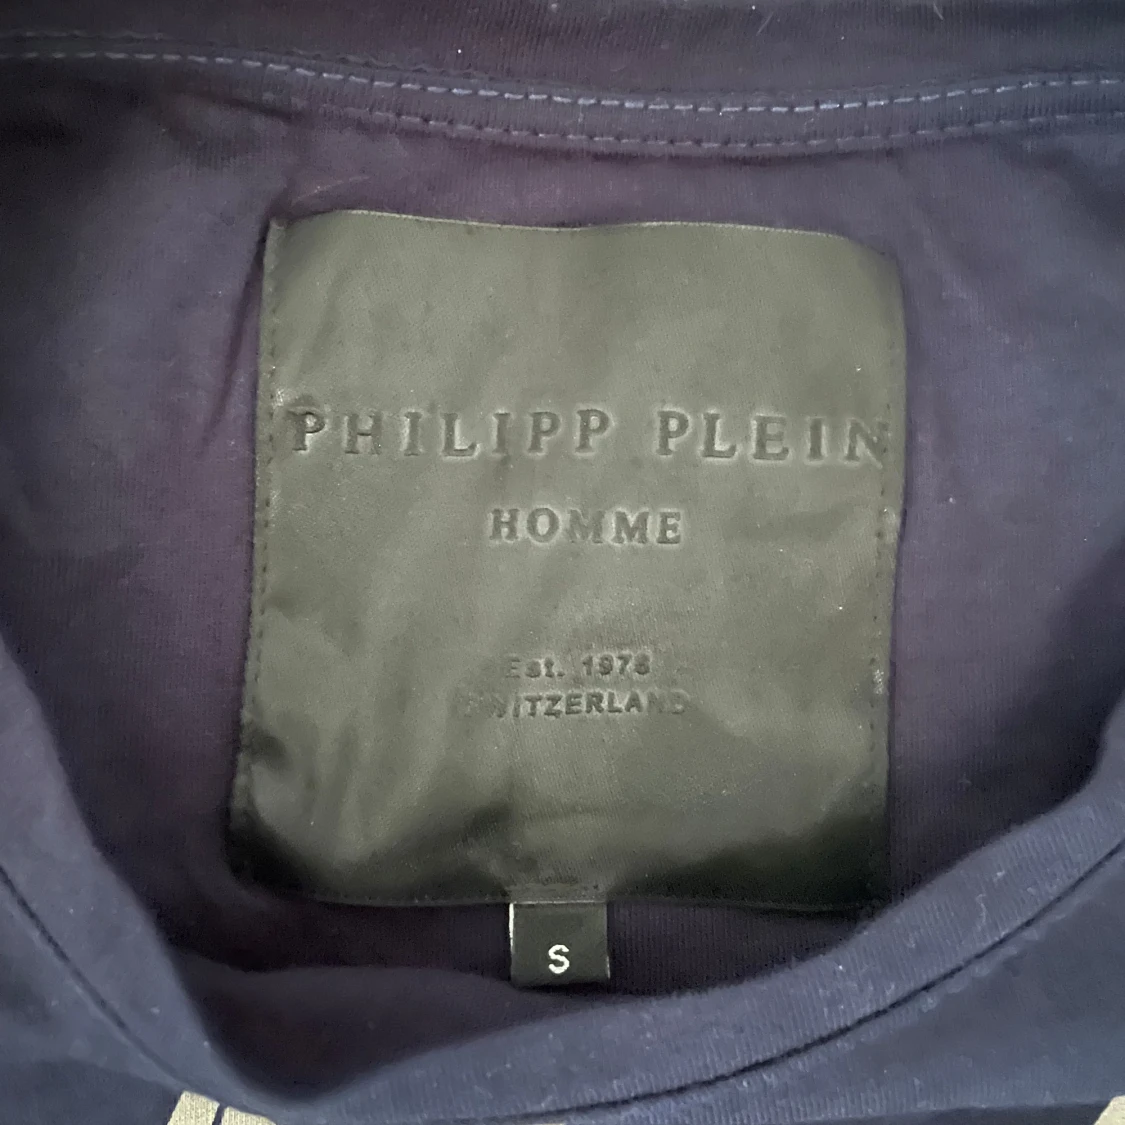 PHILIPP PLEIN
HOMME
Est. 1978
SWITZERLAND
S